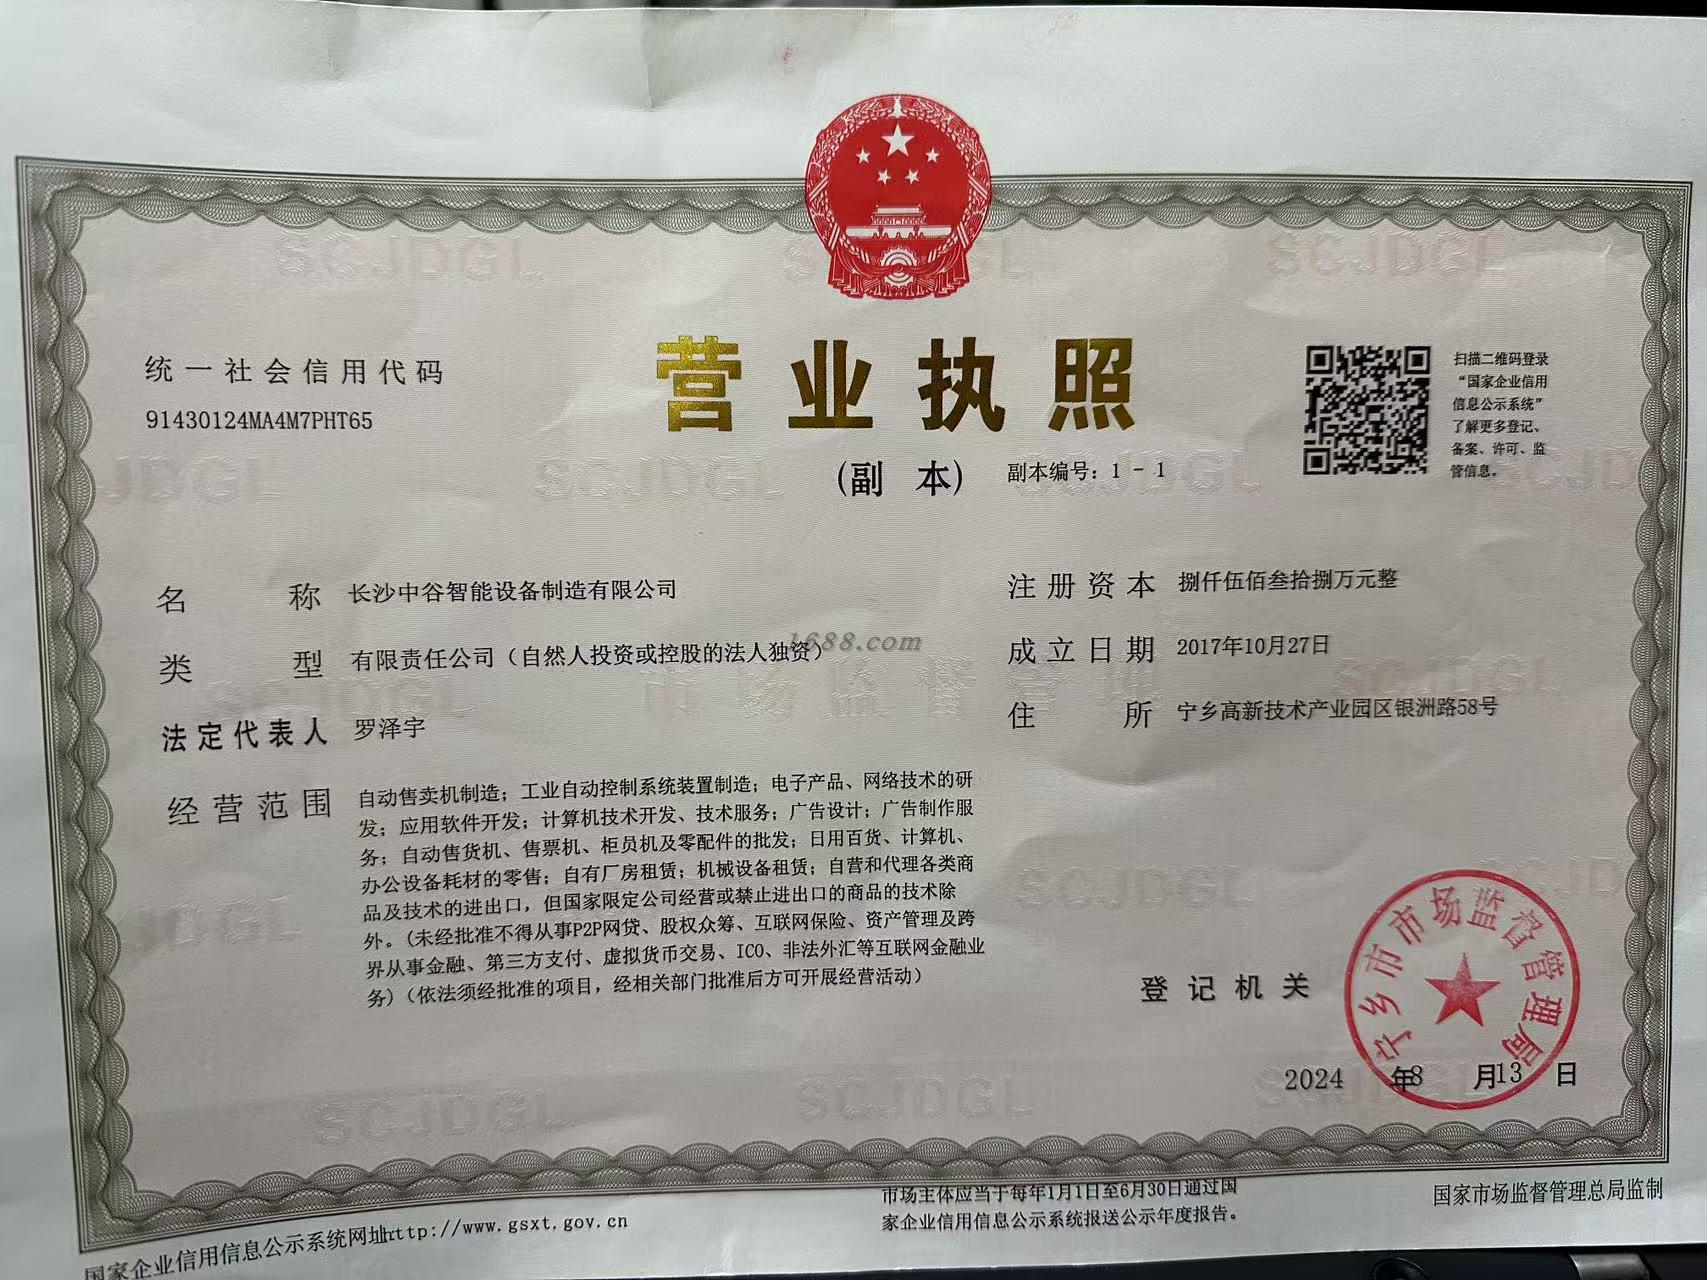 统一社会信用代码
91430124MA4M7PHT65
营业执照
(副 本) 副本编号：1 - 1
扫描二维码登录
“国家企业信用
信息公示系统”
了解更多登记、
备案、许可、监
管信息。
名 称 长沙中谷智能设备制造有限公司
类 型 有限责任公司（自然人投资或控股的法人独资）
法定代表人 罗泽宇
经营范围 自动售卖机制造；工业自动控制系统装置制造；电子产品、网络技术的研
发；应用软件开发；计算机技术开发、技术服务；广告设计；广告制作服
务；自动售货机、售票机、柜员机及零配件的批发；日用百货、计算机、
办公设备耗材的零售；自有厂房租赁；机械设备租赁；自营和代理各类商
品及技术的进出口，但国家限定公司经营或禁止进出口的商品的技术除
外。(未经批准不得从事P2P网贷、股权众筹、互联网保险、资产管理及跨
界从事金融、第三方支付、虚拟货币交易、ICO、非法外汇等互联网金融业
务)（依法须经批准的项目，经相关部门批准后方可开展经营活动）
注册资本 捌仟伍佰叁拾捌万元整
成立日期 2017年10月27日
住 所 宁乡高新技术产业园区银洲路58号
1688.com
登记机关
宁乡市市场监督管理局
2024 年8 月13 日
国家企业信用信息公示系统网址http://www.gsxt.gov.cn
市场主体应当于每年1月1日至6月30日通过国
家企业信用信息公示系统报送公示年度报告。
国家市场监督管理总局监制
SCJDGL
市场监督管理